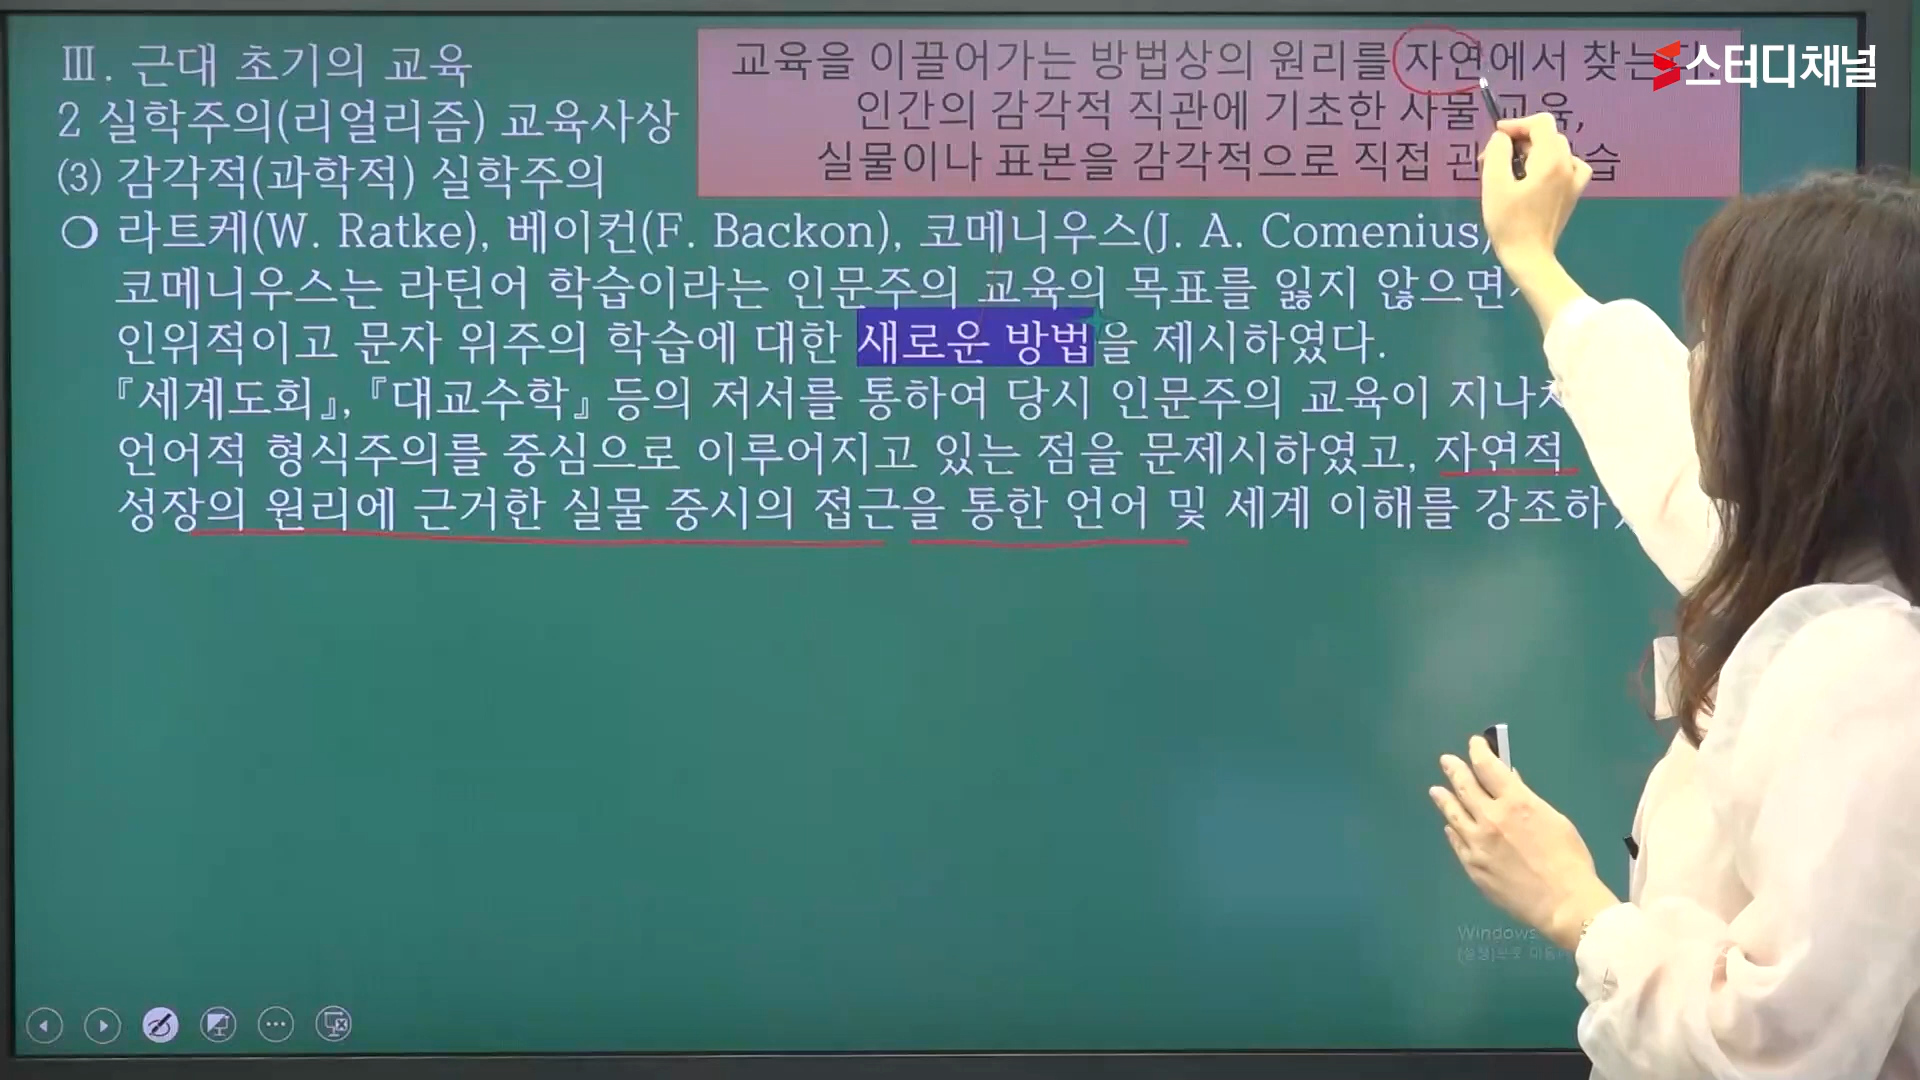 Ⅲ. 근대 초기의 교육
2 실학주의(리얼리즘) 교육사상
⑶ 감각적(과학적) 실학주의
교육을 이끌어가는 방법상의 원리를 자연에서 찾는다.
인간의 감각적 직관에 기초한 사물 교육,
실물이나 표본을 감각적으로 직접
스터디채널
❍ 라트케(W. Ratke), 베이컨(F. Backon), 코메니우스(J. A. Comenius)
코메니우스는 라틴어 학습이라는 인문주의 교육의 목표를 잃지
인위적이고 문자 위주의 학습에 대한 새로운 방법을 제시하였다.
『세계도회』, 『대교수학』 등의 저서를 통하여 당시 인문주의 교육이
언어적 형식주의를 중심으로 이루어지고 있는 점을 문제시하였고, 자연적
성장의 원리에 근거한 실물 중시의 접근을 통한 언어 및 세계 이해를
Windows